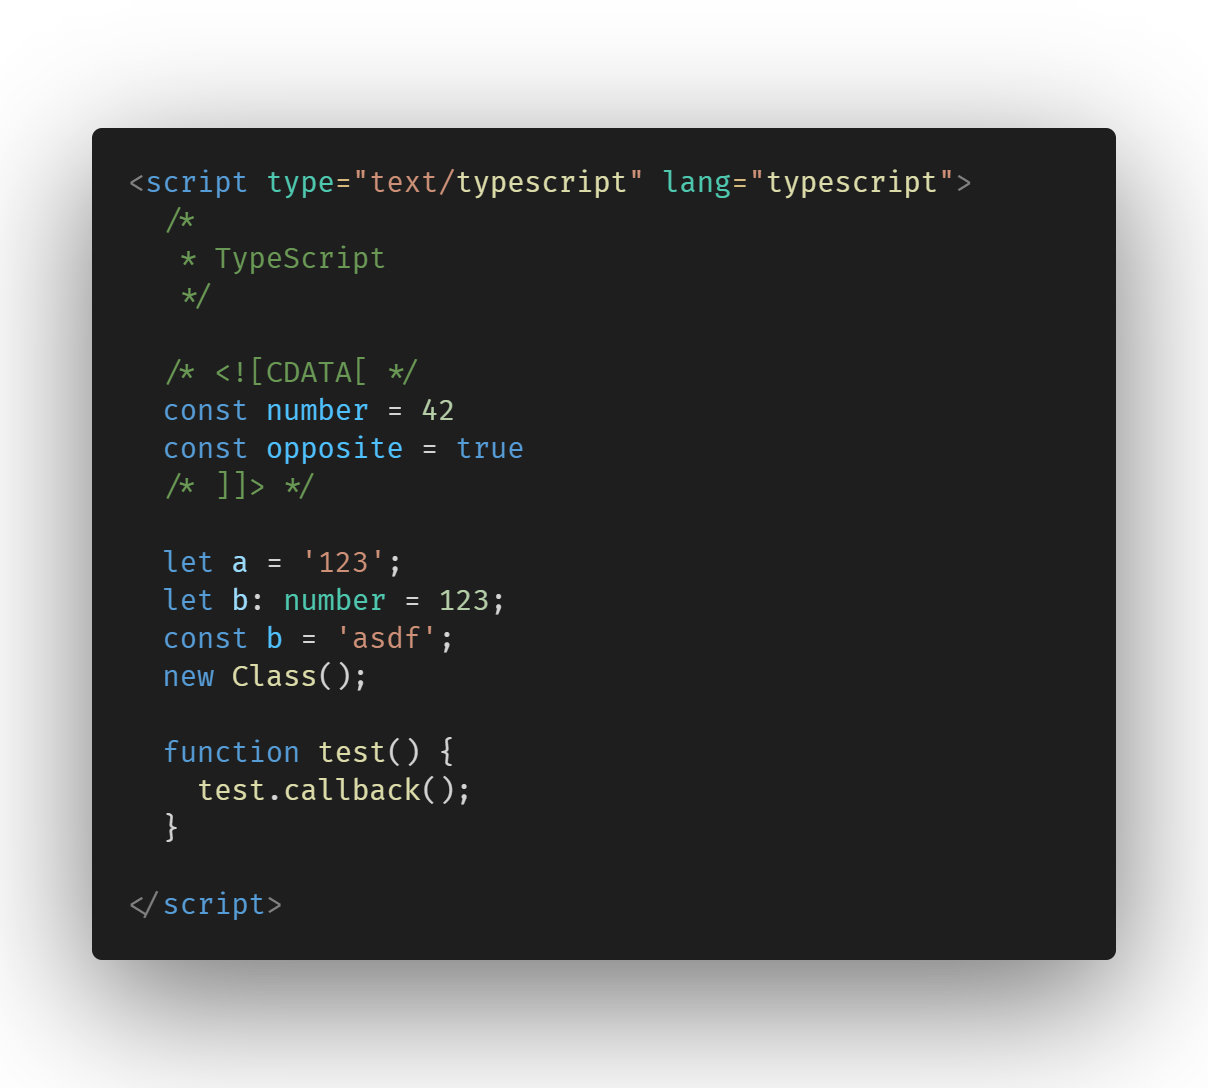 <script type="text/typescript" lang="typescript">
  /*
   * TypeScript
   */

  /* <![CDATA[ */
  const number = 42
  const opposite = true
  /* ]]> */

  let a = '123';
  let b: number = 123;
  const b = 'asdf';
  new Class();

  function test() {
    test.callback();
  }

</script>